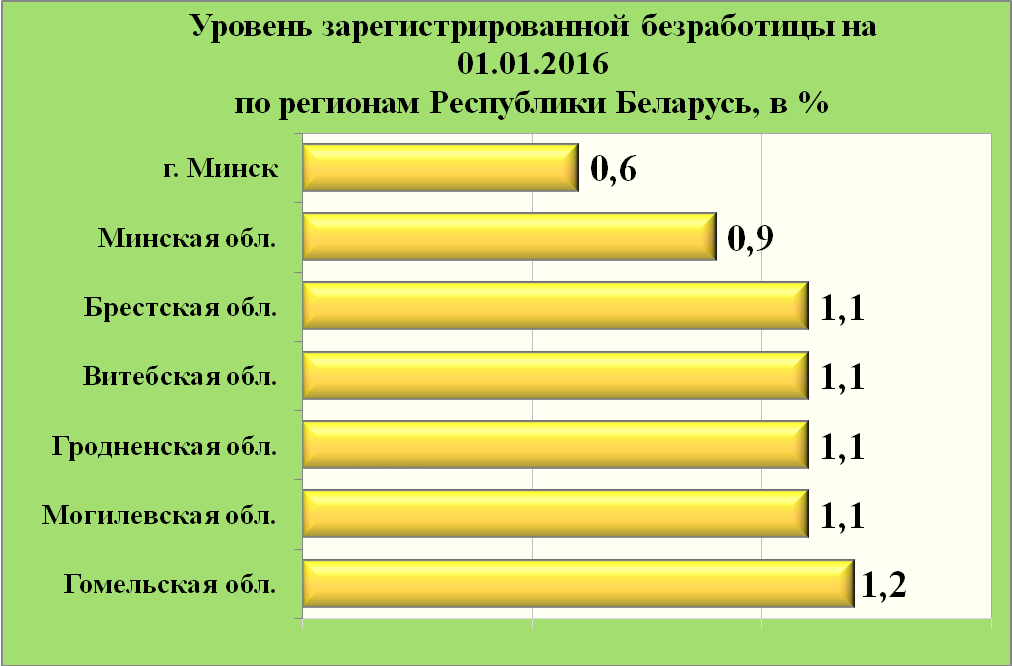 Уровень зарегистрированной безработицы на
01.01.2016
по регионам Республики Беларусь, в %
г. Минск 0,6
Минская обл. 0,9
Брестская обл. 1,1
Витебская обл. 1,1
Гродненская обл. 1,1
Могилевская обл. 1,1
Гомельская обл. 1,2